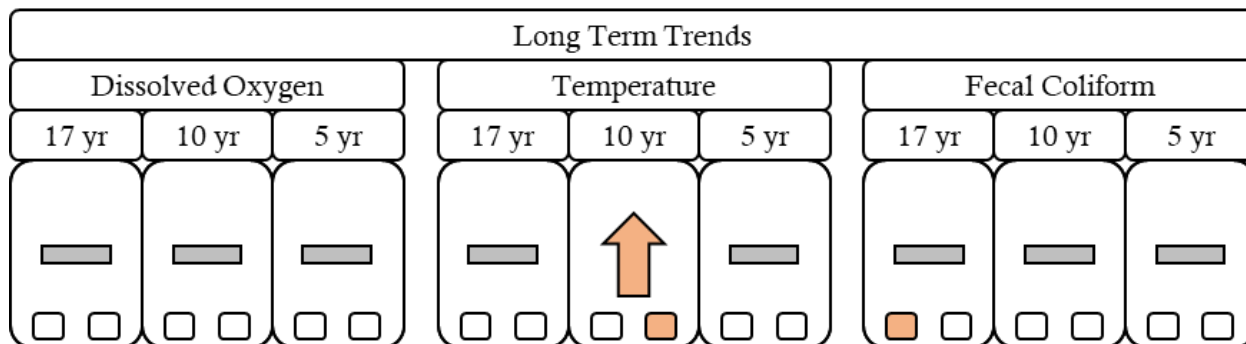 Long Term Trends
Dissolved Oxygen Temperature Fecal Coliform
17 yr 10 yr 5 yr 17 yr 10 yr 5 yr 17 yr 10 yr 5 yr